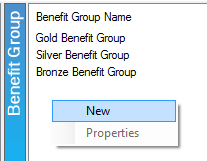 Benefit Group
Benefit Group Name
Gold Benefit Group
Silver Benefit Group
Bronze Benefit Group
New
Properties